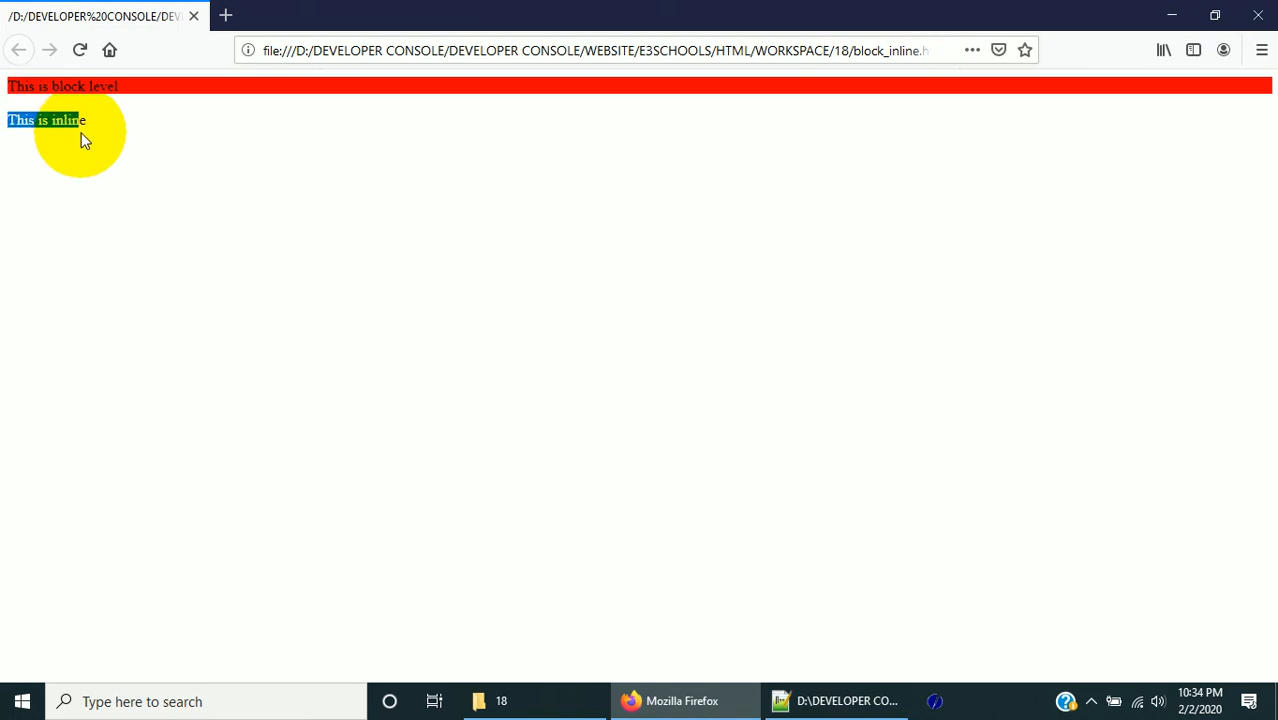 /D:/DEVELOPER%20CONSOLE/DEV
file:///D:/DEVELOPER CONSOLE/DEVELOPER CONSOLE/WEBSITE/E3SCHOOLS/HTML/WORKSPACE/18/block_inline.h
This is block level
This is inline
Type here to search
18
Mozilla Firefox
D:\DEVELOPER CO...
10:34 PM
2/2/2020